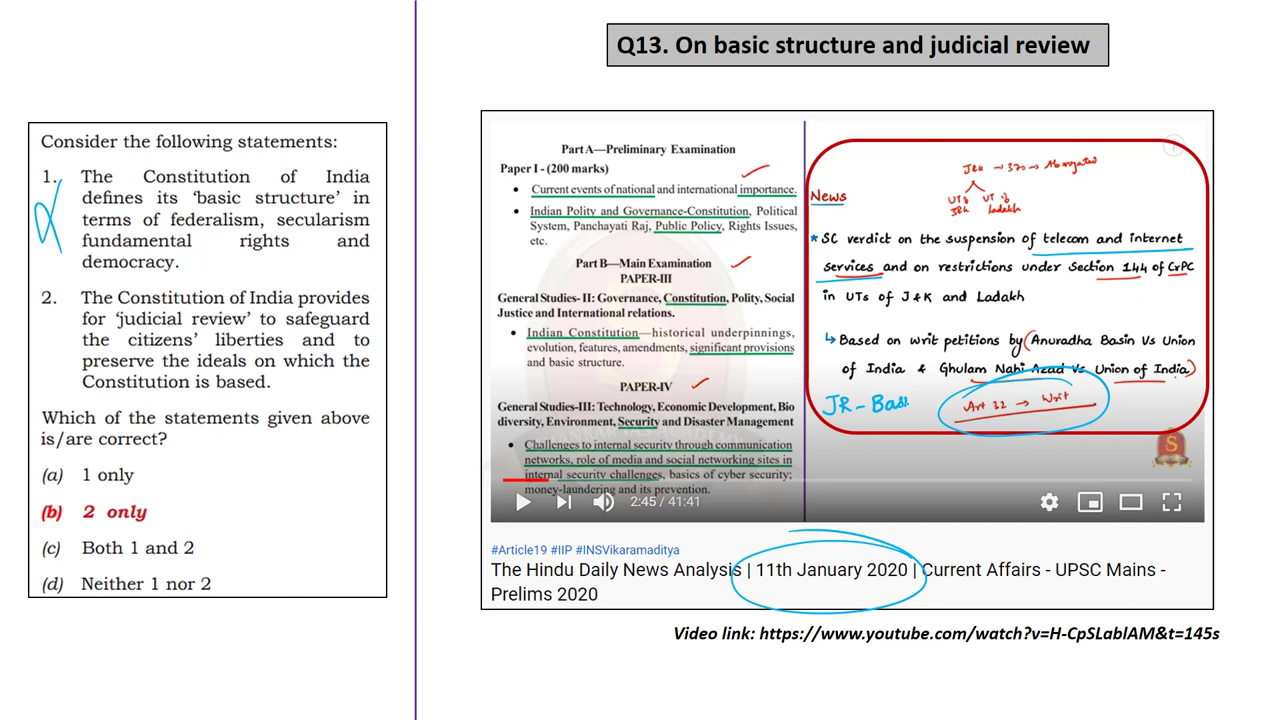 Q13. On basic structure and judicial review
Consider the following statements:
1. The Constitution of India
defines its ‘basic structure’ in
terms of federalism, secularism
fundamental rights and
democracy.
2. The Constitution of India provides
for ‘judicial review’ to safeguard
the citizens’ liberties and to
preserve the ideals on which the
Constitution is based.
Which of the statements given above
is/are correct?
(a) 1 only
(b) 2 only
(c) Both 1 and 2
(d) Neither 1 nor 2
Part A—Preliminary Examination
Paper I - (200 marks)
• Current events of national and international importance.
• Indian Polity and Governance-Constitution, Political
System, Panchayati Raj, Public Policy, Rights Issues,
etc.
Part B—Main Examination
PAPER-III
General Studies- II: Governance, Constitution, Polity, Social
Justice and International relations.
• Indian Constitution—historical underpinnings,
evolution, features, amendments, significant provisions
and basic structure.
PAPER-IV
General Studies-III: Technology, Economic Development, Bio
diversity, Environment, Security and Disaster Management
• Challenges to internal security through communication
networks, role of media and social networking sites in
internal security challenges, basics of cyber security;
money-laundering and its prevention.
2:45 / 41:41
J&K → 370 → Abrogated
UT of UT of
J&K Ladakh
News
* SC verdict on the suspension of telecom and internet
services and on restrictions under Section 144 of CrPC
in UTs of J&K and Ladakh
↳ Based on writ petitions by (Anuradha Basin Vs Union
of India & Ghulam Nabi Azad Vs Union of India)
JR - Basi
Art 32 → Writ
S
#Article19 #IIP #INSVikaramaditya
The Hindu Daily News Analysis | 11th January 2020 | Current Affairs - UPSC Mains -
Prelims 2020
Video link: https://www.youtube.com/watch?v=H-CpSLablAM&t=145s